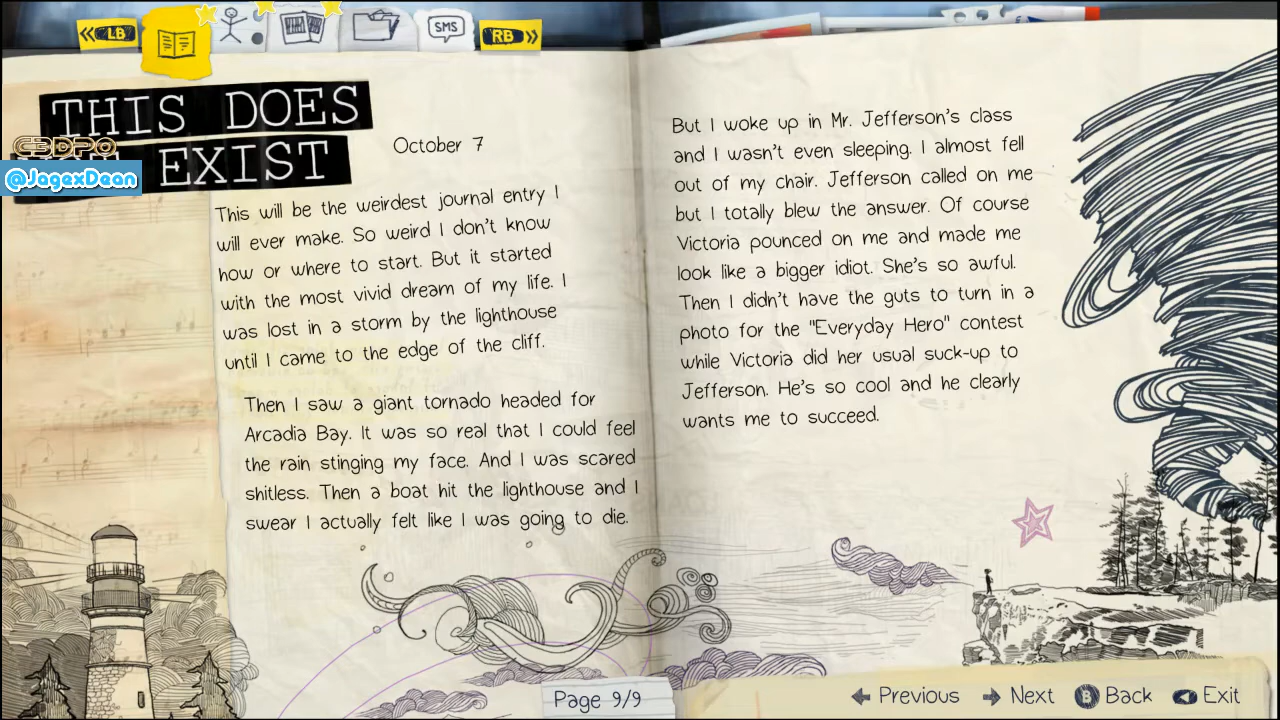 LB
SMS
RB
THIS DOES
EXIST
C3DPO
@JagexDean
October 7
This will be the weirdest journal entry I
will ever make. So weird I don't know
how or where to start. But it started
with the most vivid dream of my life. I
was lost in a storm by the lighthouse
until I came to the edge of the cliff.
Then I saw a giant tornado headed for
Arcadia Bay. It was so real that I could feel
the rain stinging my face. And I was scared
shitless. Then a boat hit the lighthouse and I
swear I actually felt like I was going to die.
But I woke up in Mr. Jefferson's class
and I wasn't even sleeping. I almost fell
out of my chair. Jefferson called on me
but I totally blew the answer. Of course
Victoria pounced on me and made me
look like a bigger idiot. She's so awful.
Then I didn't have the guts to turn in a
photo for the "Everyday Hero" contest
while Victoria did her usual suck-up to
Jefferson. He's so cool and he clearly
wants me to succeed.
Page 9/9
Previous
Next
B Back
Exit